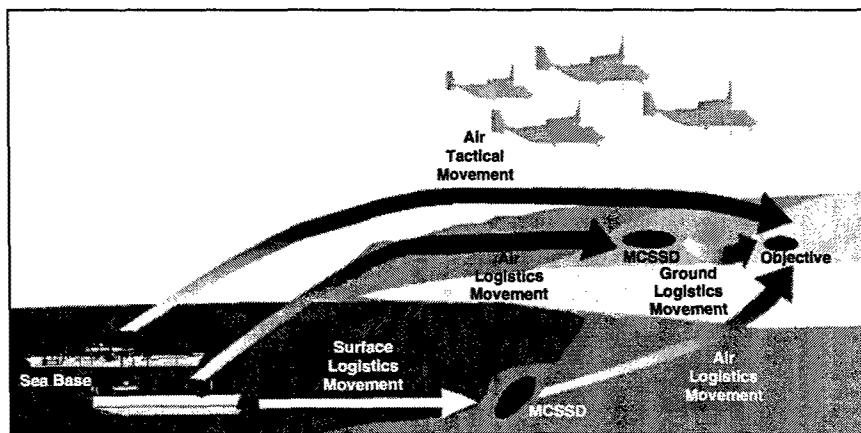 Air
Tactical
Movement
MCSSD
Objective
Air
Logistics
Movement
Ground
Logistics
Movement
Sea Base
Surface
Logistics
Movement
MCSSD
Air
Logistics
Movement